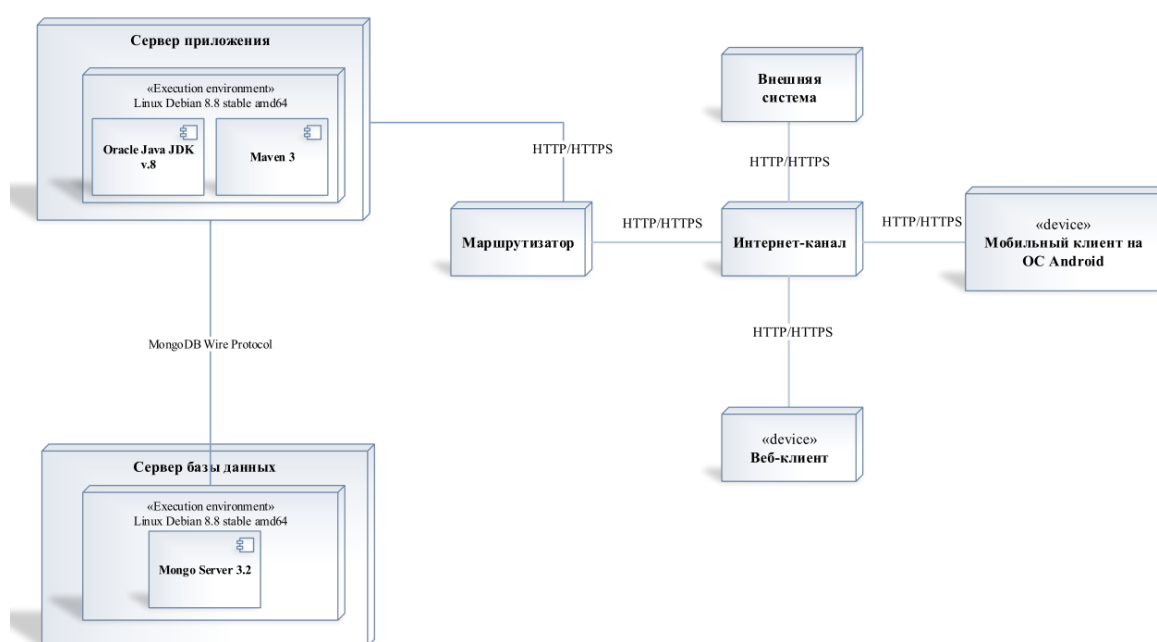 Сервер приложения
«Execution environment»
Linux Debian 8.8 stable amd64
Oracle Java JDK
v.8
Maven 3
HTTP/HTTPS
Внешняя
система
HTTP/HTTPS
Маршрутизатор
HTTP/HTTPS
Интернет-канал
HTTP/HTTPS
«device»
Мобильный клиент на
ОС Android
HTTP/HTTPS
MongoDB Wire Protocol
«device»
Веб-клиент
Сервер базы данных
«Execution environment»
Linux Debian 8.8 stable amd64
Mongo Server 3.2